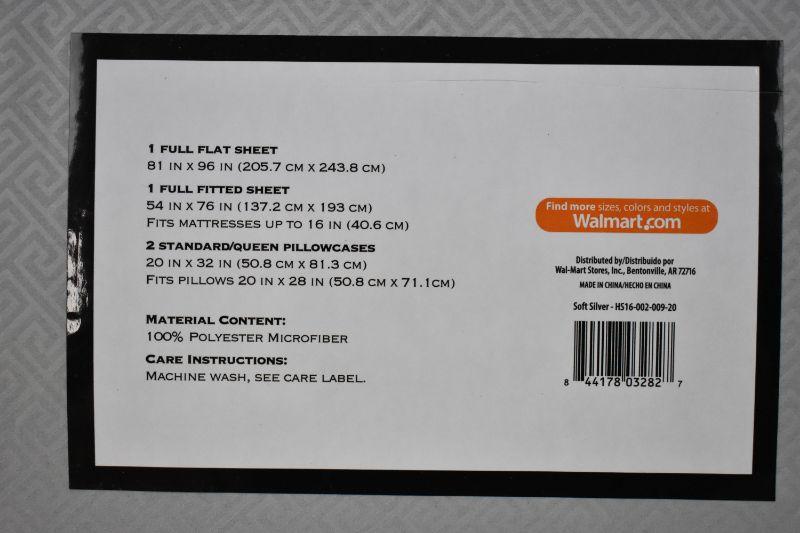 1 FULL FLAT SHEET
81 IN X 96 IN (205.7 CM X 243.8 CM)
1 FULL FITTED SHEET
54 IN X 76 IN (137.2 CM X 193 CM)
FITS MATTRESSES UP TO 16 IN (40.6 CM)
2 STANDARD/QUEEN PILLOWCASES
20 IN X 32 IN (50.8 CM X 81.3 CM)
FITS PILLOWS 20 IN X 28 IN (50.8 CM X 71.1CM)
MATERIAL CONTENT:
100% POLYESTER MICROFIBER
CARE INSTRUCTIONS:
MACHINE WASH, SEE CARE LABEL.
Find more sizes, colors and styles at
Walmart.com
Distributed by/Distribuido por
Wal-Mart Stores, Inc., Bentonville, AR 72716
MADE IN CHINA/HECHO EN CHINA
Soft Silver - HS16-002-009-20
8 44178 03282 7